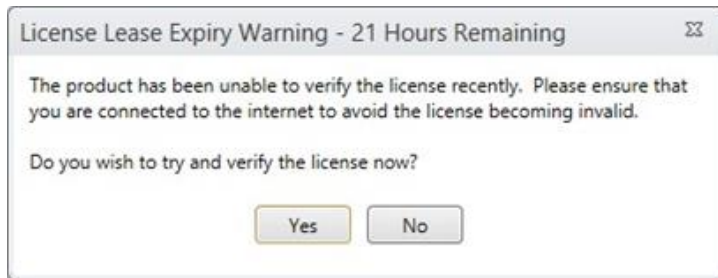 License Lease Expiry Warning - 21 Hours Remaining
The product has been unable to verify the license recently.  Please ensure that
you are connected to the internet to avoid the license becoming invalid.
Do you wish to try and verify the license now?
Yes
No